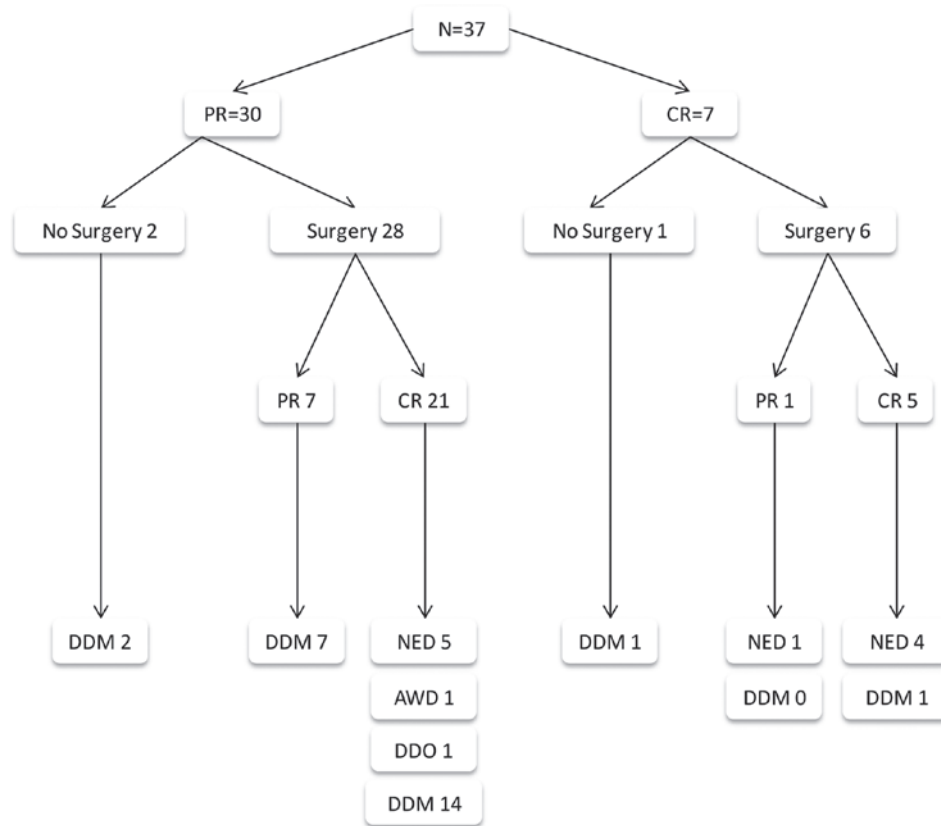 N=37
PR=30
CR=7
No Surgery 2
Surgery 28
No Surgery 1
Surgery 6
PR 7
CR 21
PR 1
CR 5
DDM 2
DDM 7
NED 5
DDM 1
NED 1
NED 4
AWD 1
DDM 0
DDM 1
DDO 1
DDM 14